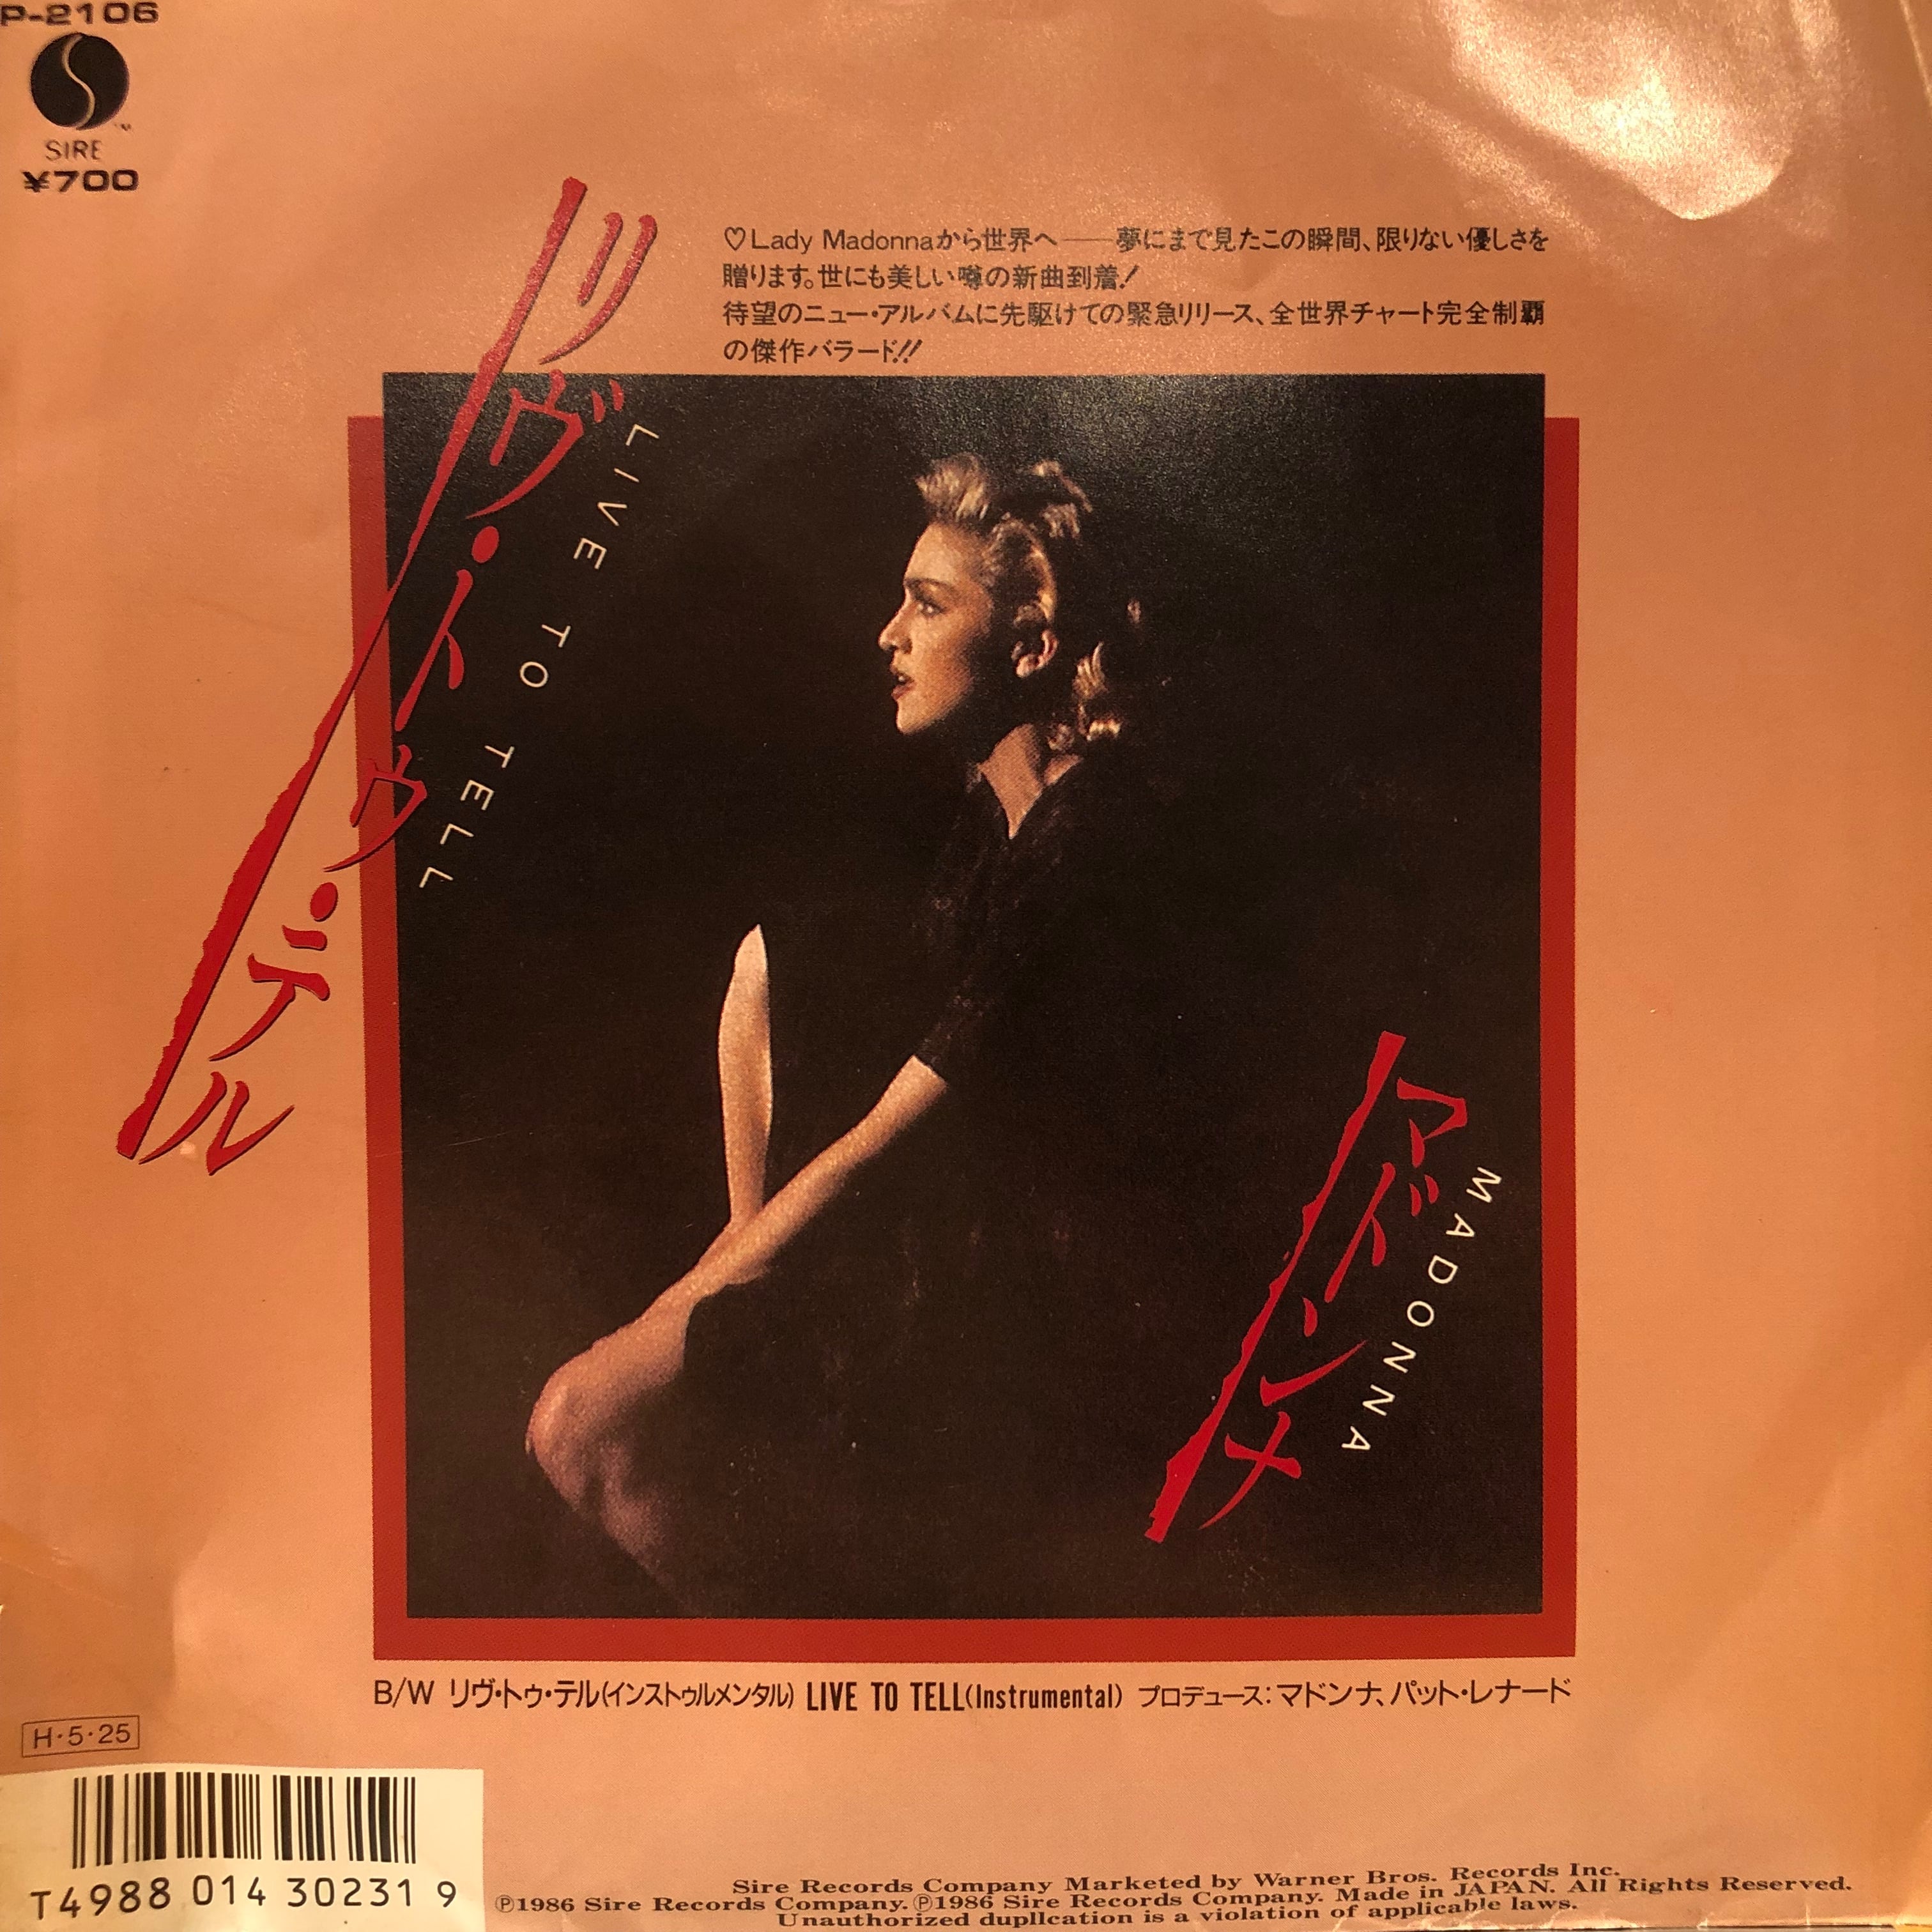 P-2106
SIRE
¥700
♡Lady Madonnaから世界へ——夢にまで見たこの瞬間、限りない優しさを
贈ります。世にも美しい噂の新曲到着!
待望のニュー・アルバムに先駆けての緊急リリース、全世界チャート完全制覇
の傑作バラード!!
リヴ・トゥ・テル
LIVE TO TELL
マドンナ
MADONNA
B/W リヴ・トゥ・テル(インストゥルメンタル) LIVE TO TELL(Instrumental) プロデュース:マドンナ、パット・レナード
H・5・25
T4988 014 30231 9
Sire Records Company Marketed by Warner Bros. Records Inc.
Ⓟ1986 Sire Records Company.Ⓟ1986 Sire Records Company. Made in JAPAN. All Rights Reserved.
Unauthorized duplication is a violation of applicable laws.